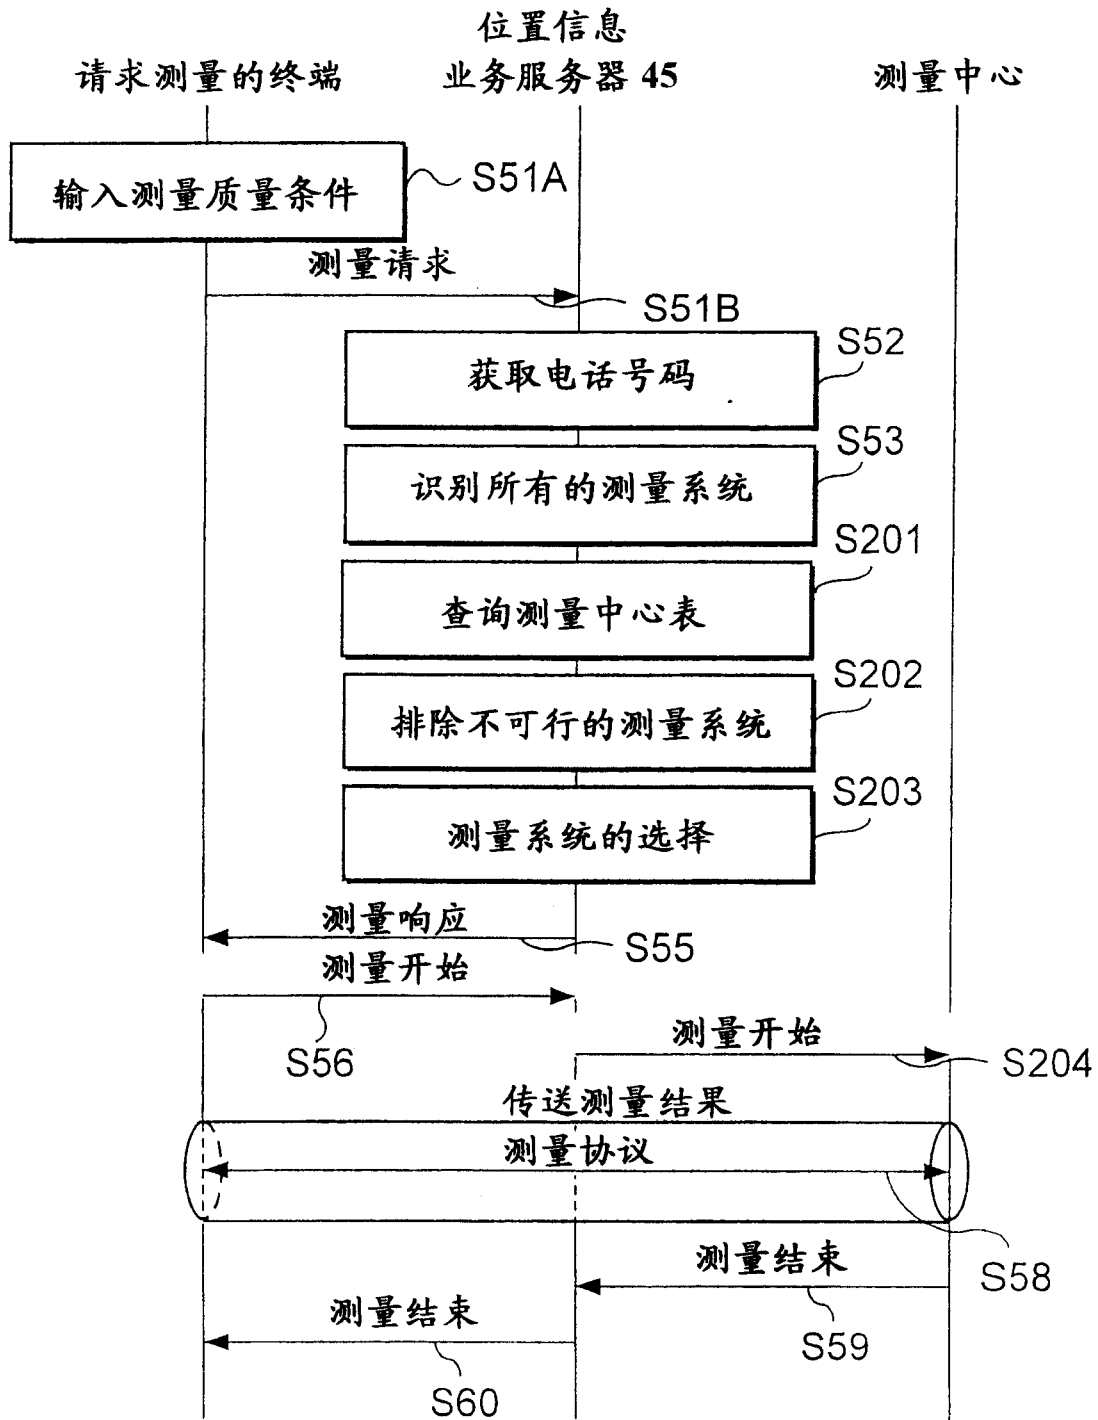 位置信息
请求测量的终端
业务服务器 45
测量中心
输入测量质量条件
S51A
测量请求
S51B
获取电话号码
S52
识别所有的测量系统
S53
查询测量中心表
S201
排除不可行的测量系统
S202
测量系统的选择
S203
测量响应
S55
测量开始
S56
测量开始
S204
传送测量结果
测量协议
S58
测量结束
S59
测量结束
S60